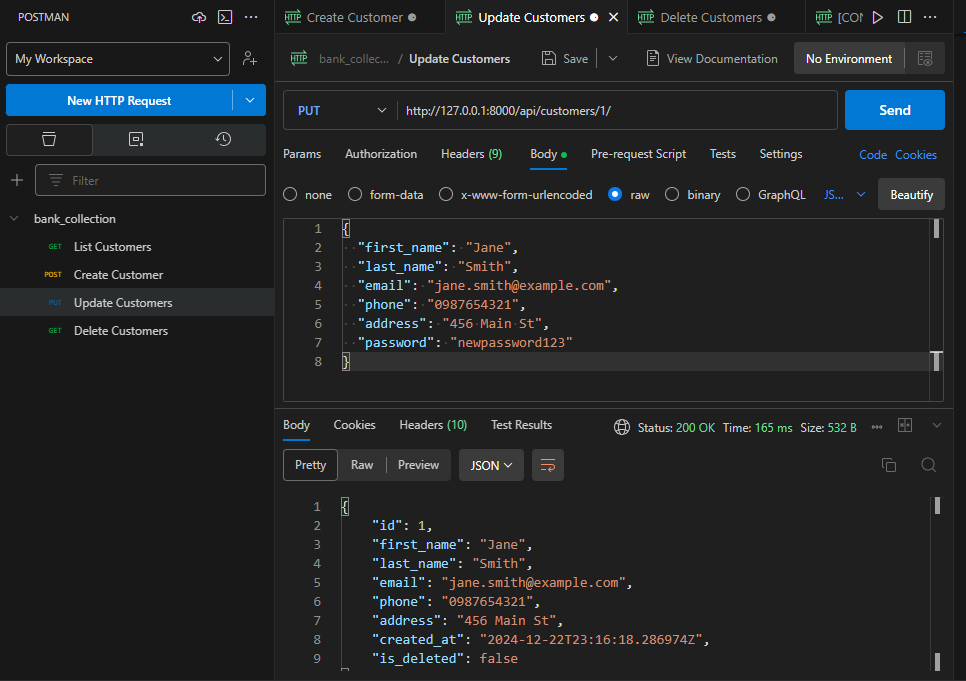 POSTMAN
My Workspace
New HTTP Request
Filter
bank_collection
GET List Customers
POST Create Customer
PUT Update Customers
GET Delete Customers
HTTP Create Customer
HTTP Update Customers
HTTP Delete Customers
HTTP [CON
HTTP bank_collec... / Update Customers
Save
View Documentation
No Environment
PUT http://127.0.0.1:8000/api/customers/1/ Send
Params Authorization Headers (9) Body Pre-request Script Tests Settings Code Cookies
none form-data x-www-form-urlencoded raw binary GraphQL JS... Beautify
1 {
2 "first_name": "Jane",
3 "last_name": "Smith",
4 "email": "jane.smith@example.com",
5 "phone": "0987654321",
6 "address": "456 Main St",
7 "password": "newpassword123"
8 }
Body Cookies Headers (10) Test Results Status: 200 OK Time: 165 ms Size: 532 B
Pretty Raw Preview JSON
1 {
2 "id": 1,
3 "first_name": "Jane",
4 "last_name": "Smith",
5 "email": "jane.smith@example.com",
6 "phone": "0987654321",
7 "address": "456 Main St",
8 "created_at": "2024-12-22T23:16:18.286974Z",
9 "is_deleted": false